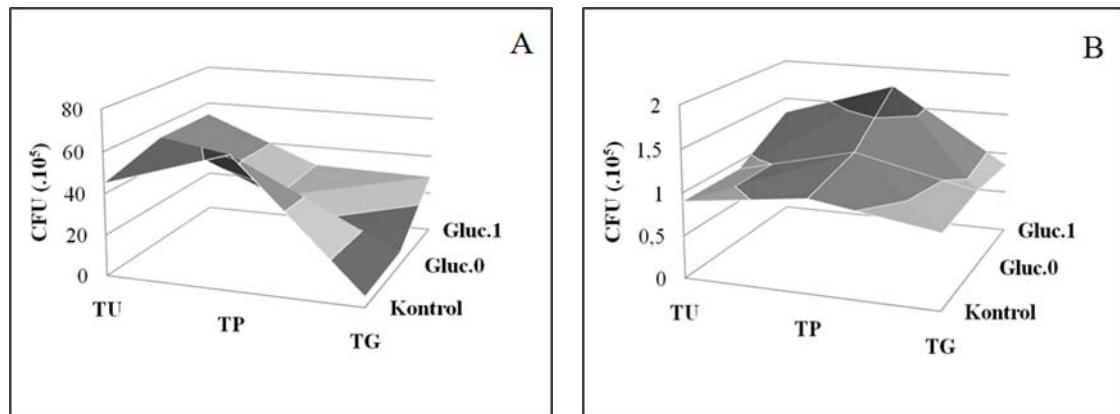 A
80
60
40
20
0
CFU (.10⁵)
TU
TP
TG
Kontrol
Gluc.0
Gluc.1
B
2
1,5
1
0,5
0
CFU (.10⁵)
TU
TP
TG
Kontrol
Gluc.0
Gluc.1